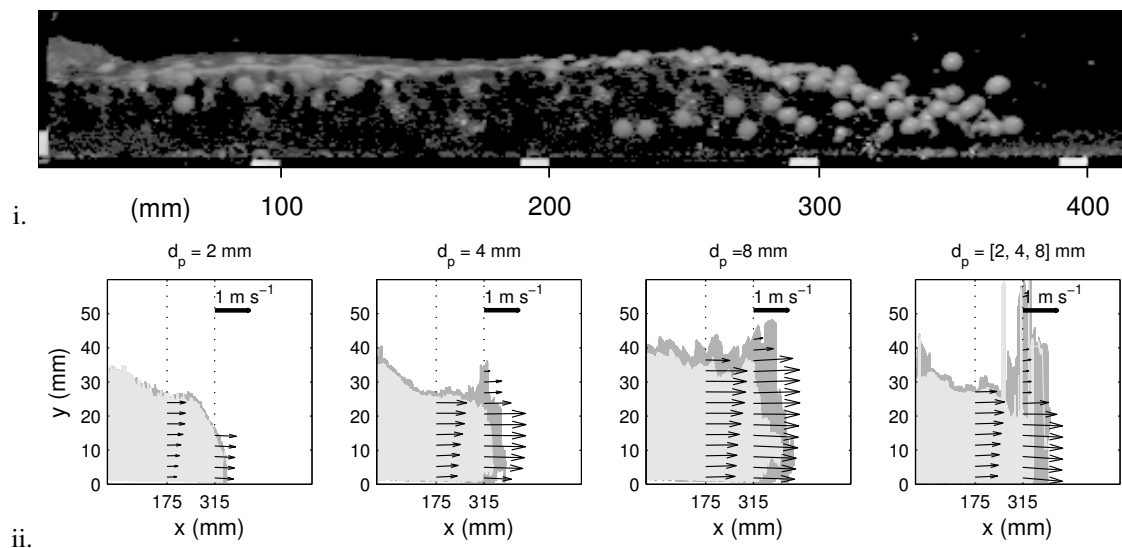 i.
(mm) 100 200 300 400
d_p = 2 mm d_p = 4 mm d_p =8 mm d_p = [2, 4, 8] mm
1 m s⁻¹ 1 m s⁻¹ 1 m s⁻¹ 1 m s⁻¹
50 50 50 50
40 40 40 40
y (mm) 30 30 30 30
20 20 20 20
10 10 10 10
0 0 0 0
175 315 175 315 175 315 175 315
x (mm) x (mm) x (mm) x (mm)
ii.